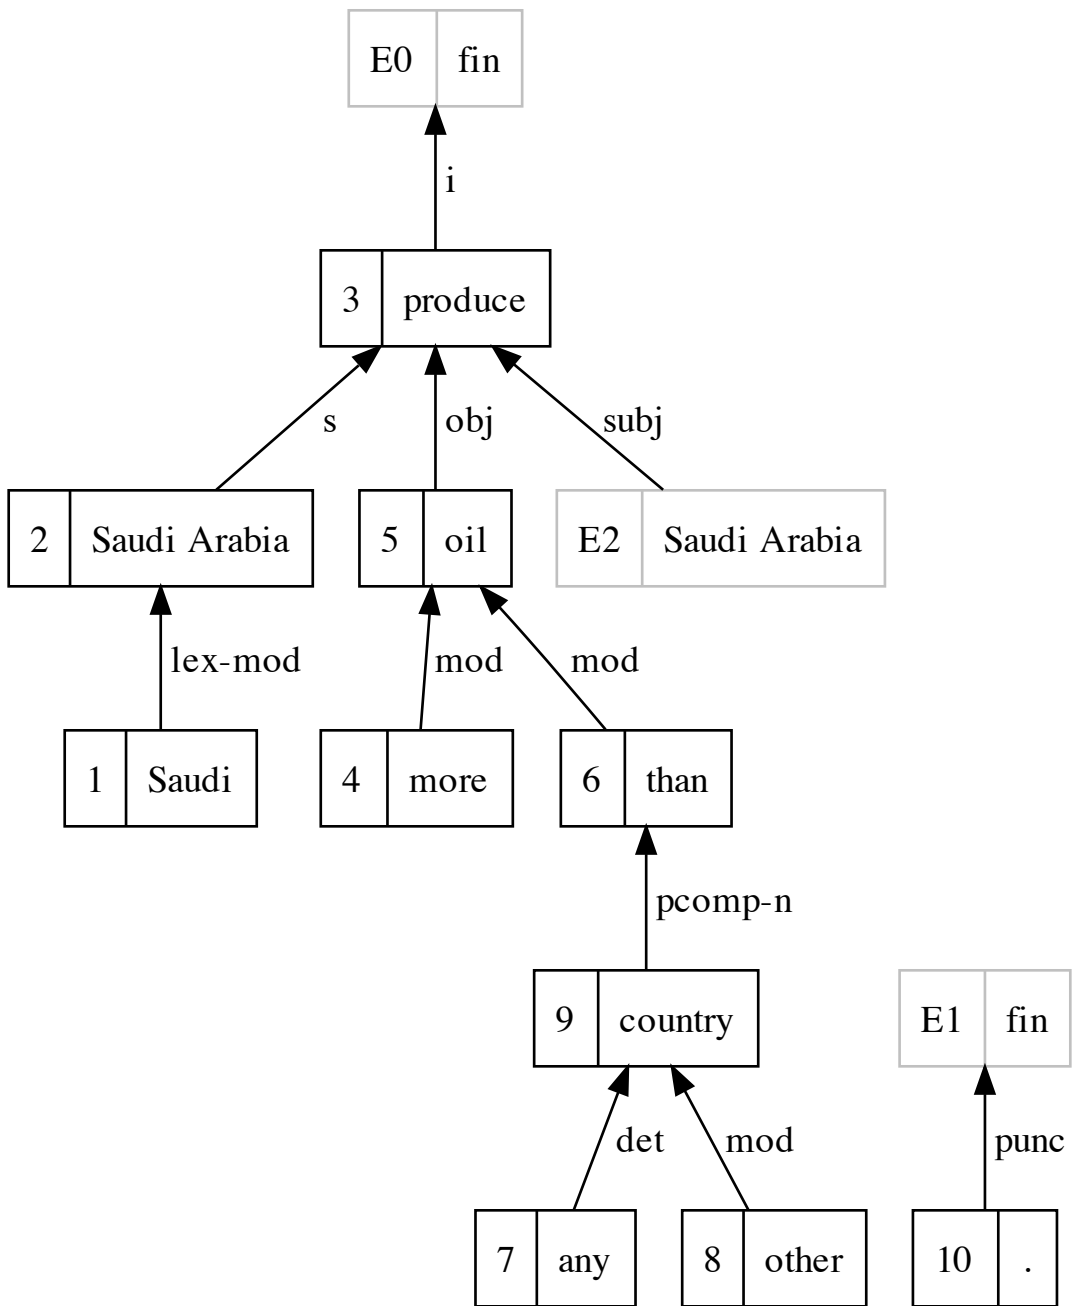 E0 fin
i
3 produce
s obj subj
2 Saudi Arabia 5 oil E2 Saudi Arabia
lex-mod mod mod
1 Saudi 4 more 6 than
pcomp-n
9 country E1 fin
det mod punc
7 any 8 other 10 .